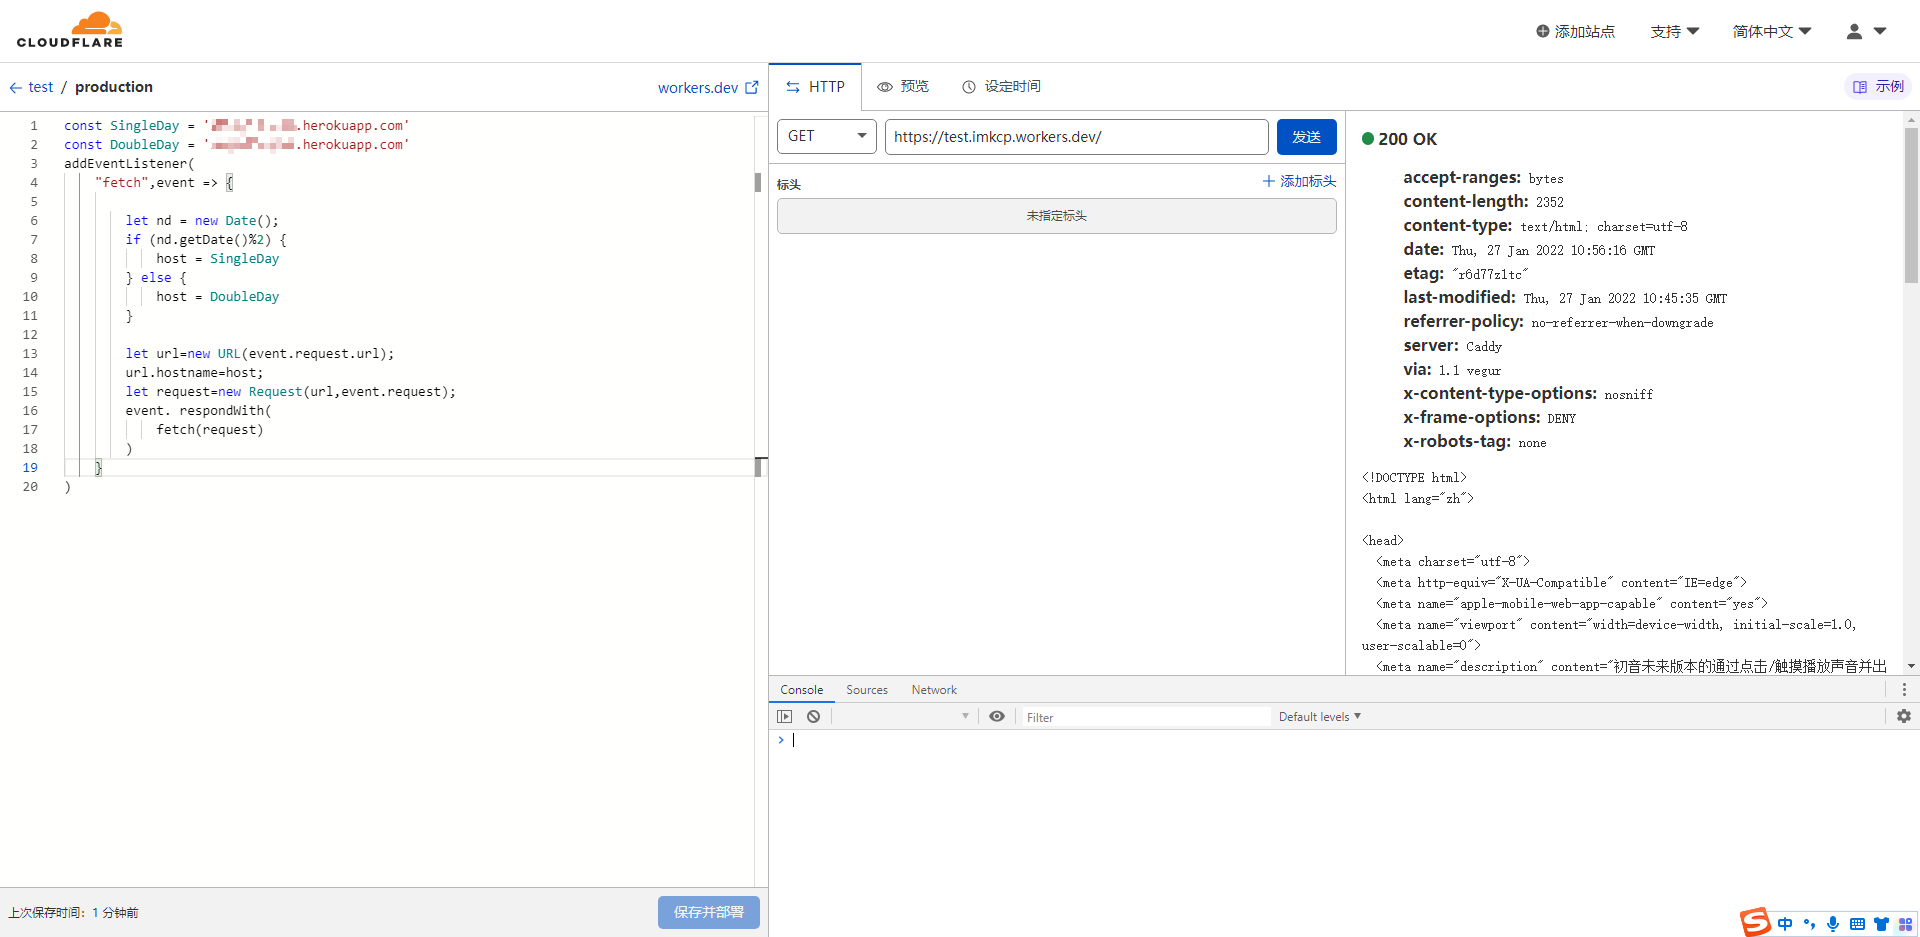 CLOUDFLARE
添加站点
支持
简体中文
test / production
workers.dev
1 const SingleDay = '.herokuapp.com'
2 const DoubleDay = '.herokuapp.com'
3 addEventListener(
4 "fetch",event => {
5
6 let nd = new Date();
7 if (nd.getDate()%2) {
8 host = SingleDay
9 } else {
10 host = DoubleDay
11 }
12
13 let url=new URL(event.request.url);
14 url.hostname=host;
15 let request=new Request(url,event.request);
16 event. respondWith(
17 fetch(request)
18 )
19 }
20 )
上次保存时间: 1 分钟前
保存并部署
HTTP
预览
设定时间
示例
GET
https://test.imkcp.workers.dev/
发送
标头
添加标头
未指定标头
200 OK
accept-ranges: bytes
content-length: 2352
content-type: text/html; charset=utf-8
date: Thu, 27 Jan 2022 10:56:16 GMT
etag: "r6d77z1tc"
last-modified: Thu, 27 Jan 2022 10:45:35 GMT
referrer-policy: no-referrer-when-downgrade
server: Caddy
via: 1.1 vegur
x-content-type-options: nosniff
x-frame-options: DENY
x-robots-tag: none
<!DOCTYPE html>
<html lang="zh">
<head>
<meta charset="utf-8">
<meta http-equiv="X-UA-Compatible" content="IE=edge">
<meta name="apple-mobile-web-app-capable" content="yes">
<meta name="viewport" content="width=device-width, initial-scale=1.0,
user-scalable=0">
<meta name="description" content="初音未来版本的通过点击/触摸播放声音并出
Console
Sources
Network
Filter
Default levels
中